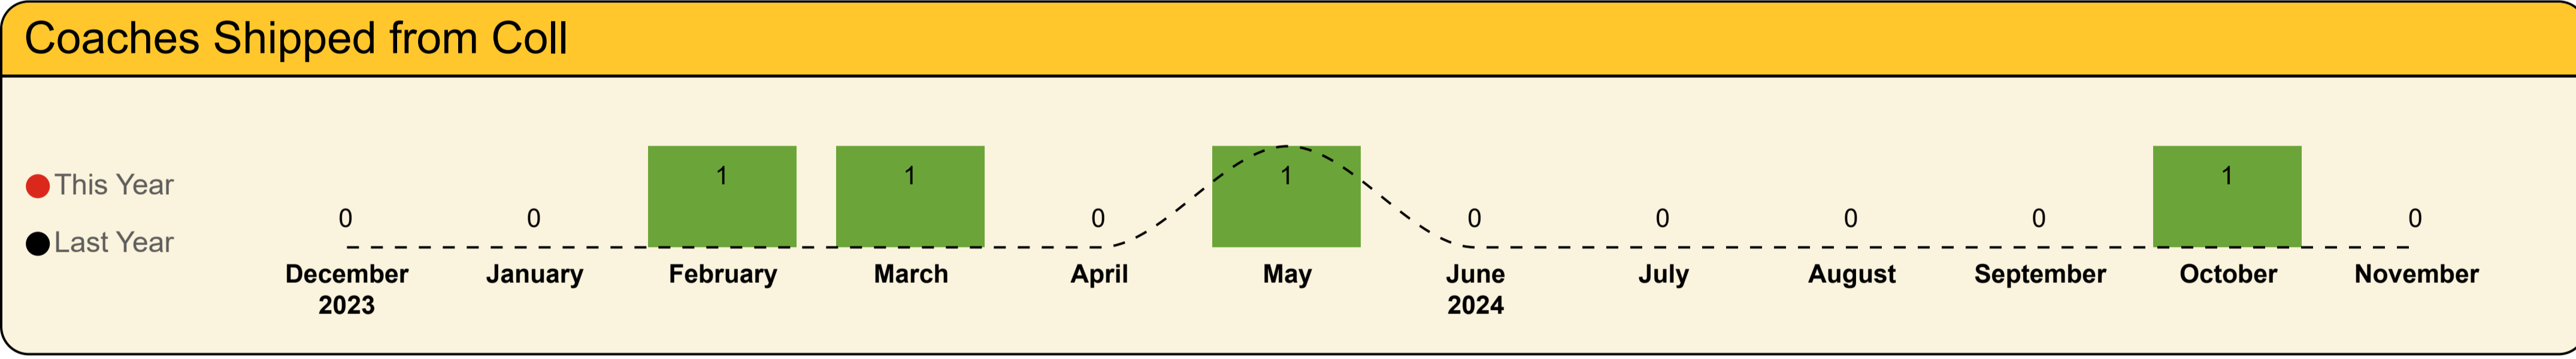 Coaches Shipped from Coll
This Year
Last Year
0 0 1 1 0 1 0 0 0 0 1 0
December January February March April May June July August September October November
2023 2024